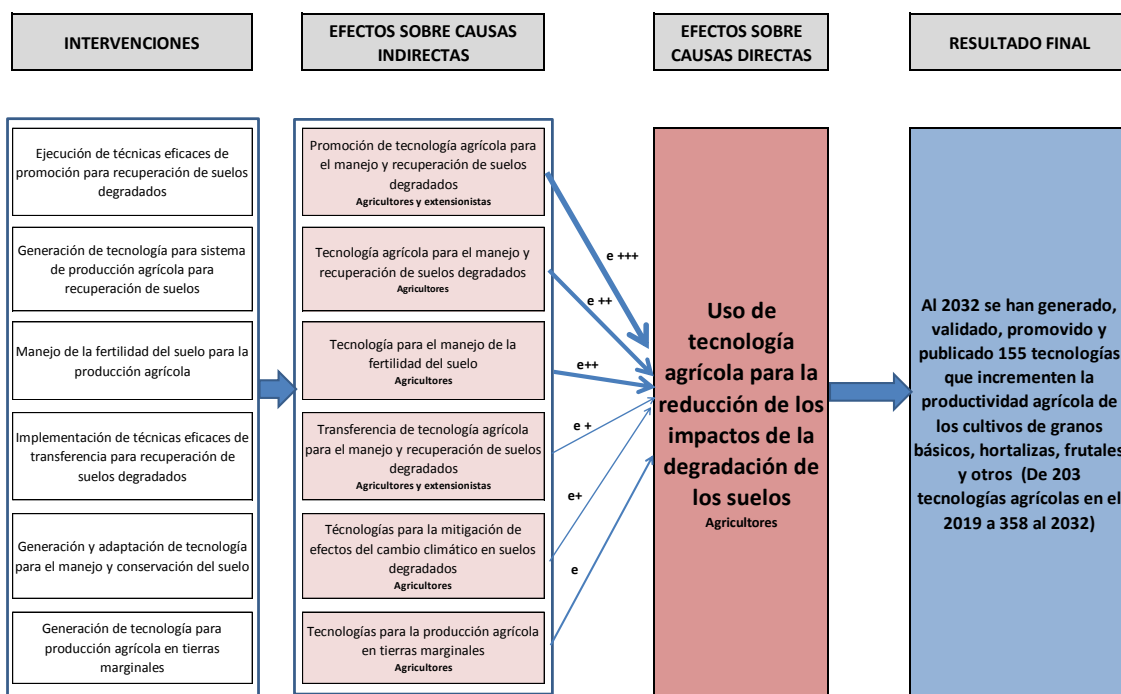 INTERVENCIONES
EFECTOS SOBRE CAUSAS
INDIRECTAS
EFECTOS SOBRE
CAUSAS DIRECTAS
RESULTADO FINAL
Ejecución de técnicas eficaces de
promoción para recuperación de suelos
degradados
Generación de tecnología para sistema
de producción agrícola para
recuperación de suelos
Manejo de la fertilidad del suelo para la
producción agrícola
Implementación de técnicas eficaces de
transferencia para recuperación de
suelos degradados
Generación y adaptación de tecnología
para el manejo y conservación del suelo
Generación de tecnología para
producción agrícola en tierras
marginales
Promoción de tecnología agrícola para
el manejo y recuperación de suelos
degradados
Agricultores y extensionistas
Tecnología agrícola para el manejo y
recuperación de suelos degradados
Agricultores
Tecnología para el manejo de la
fertilidad del suelo
Agricultores
Transferencia de tecnología agrícola
para el manejo y recuperación de suelos
degradados
Agricultores y extensionistas
Técnologías para la mitigación de
efectos del cambio climático en suelos
degradados
Agricultores
Tecnologías para la producción agrícola
en tierras marginales
Agricultores
e +++
e ++
e++
e +
e+
e
Uso de
tecnología
agrícola para la
reducción de los
impactos de la
degradación de
los suelos
Agricultores
Al 2032 se han generado,
validado, promovido y
publicado 155 tecnologías
que incrementen la
productividad agrícola de
los cultivos de granos
básicos, hortalizas, frutales
y otros (De 203
tecnologías agrícolas en el
2019 a 358 al 2032)